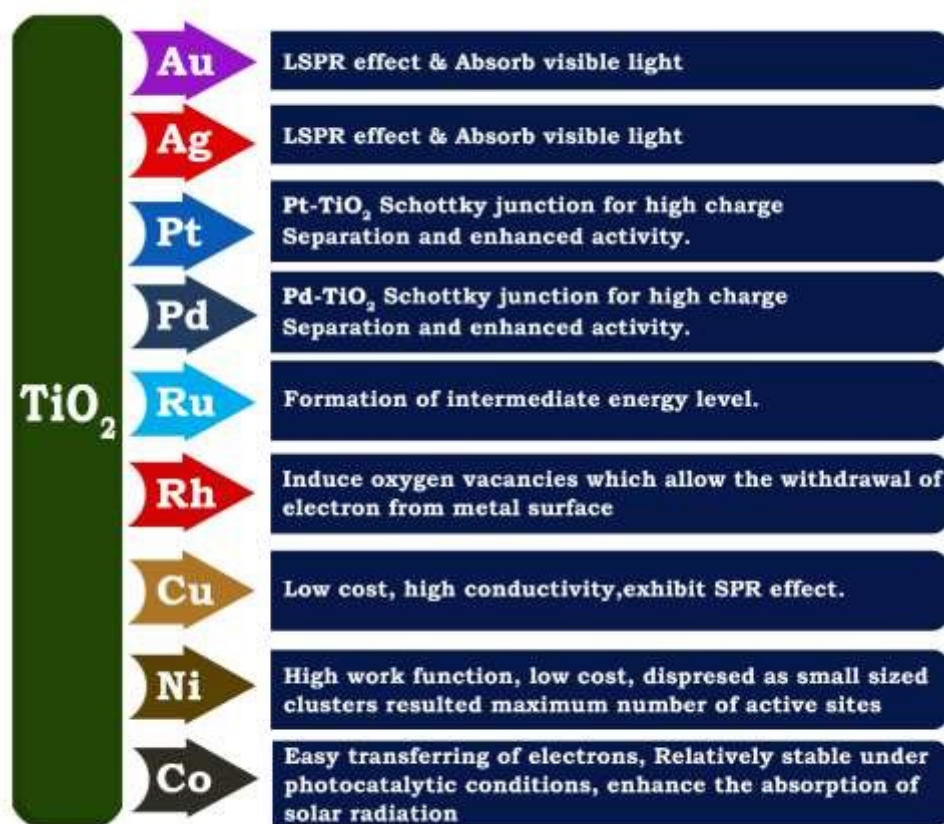 TiO₂
Au
LSPR effect & Absorb visible light
Ag
LSPR effect & Absorb visible light
Pt
Pt-TiO₂ Schottky junction for high charge
Separation and enhanced activity.
Pd
Pd-TiO₂ Schottky junction for high charge
Separation and enhanced activity.
Ru
Formation of intermediate energy level.
Rh
Induce oxygen vacancies which allow the withdrawal of
electron from metal surface
Cu
Low cost, high conductivity,exhibit SPR effect.
Ni
High work function, low cost, dispresed as small sized
clusters resulted maximum number of active sites
Co
Easy transferring of electrons, Relatively stable under
photocatalytic conditions, enhance the absorption of
solar radiation